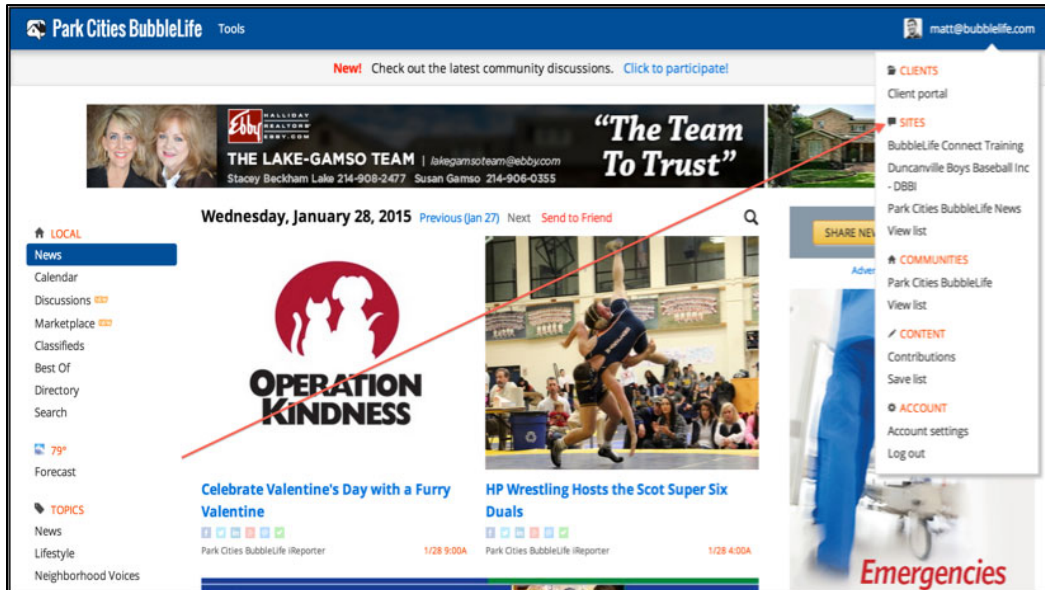 Park Cities BubbleLife Tools matt@bubblelife.com
New! Check out the latest community discussions. Click to participate!
HALLIDAY
REALTORS
EBBY.COM
Ebby
THE LAKE-GAMSO TEAM | lakegamsoteam@ebby.com
Stacey Beckham Lake 214-908-2477 Susan Gamso 214-906-0355
"The Team
To Trust"
CLIENTS
Client portal
SITES
BubbleLife Connect Training
Duncanville Boys Baseball Inc
- DBBI
Park Cities BubbleLife News
View list
COMMUNITIES
Park Cities BubbleLife
View list
CONTENT
Contributions
Save list
ACCOUNT
Account settings
Log out
LOCAL
News
Calendar
Discussions
Marketplace
Classifieds
Best Of
Directory
Search
79°
Forecast
TOPICS
News
Lifestyle
Neighborhood Voices
Wednesday, January 28, 2015 Previous (Jan 27) Next Send to Friend
OPERATION
KINDNESS
Celebrate Valentine's Day with a Furry
Valentine
Park Cities BubbleLife iReporter 1/28 9:00A
HP Wrestling Hosts the Scot Super Six
Duals
Park Cities BubbleLife iReporter 1/28 4:00A
SHARE NE
Adver
Emergencies